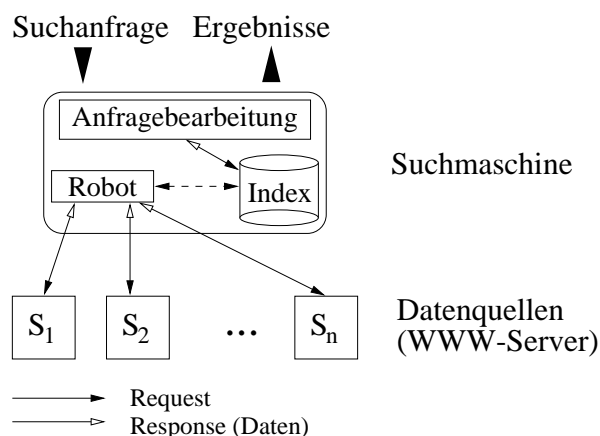 Suchanfrage Ergebnisse
Anfragebearbeitung
Suchmaschine
Robot
Index
S1 S2 ... Sn
Datenquellen
(WWW-Server)
Request
Response (Daten)